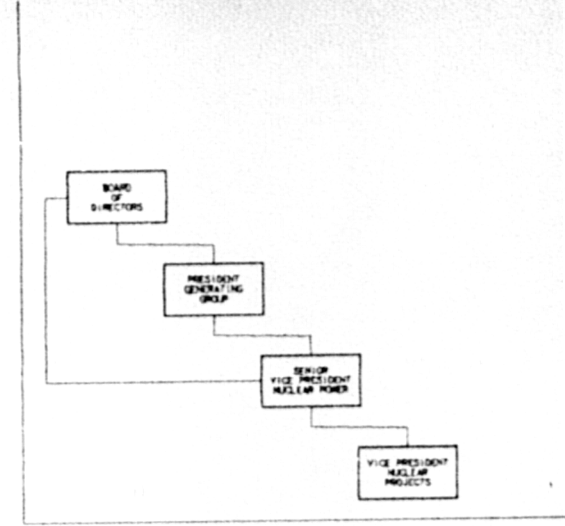 BOARD
OF
DIRECTORS
PRESIDENT
GENERATING
GROUP
SENIOR
VICE PRESIDENT
NUCLEAR POWER
VICE PRESIDENT
NUCLEAR
PROJECTS